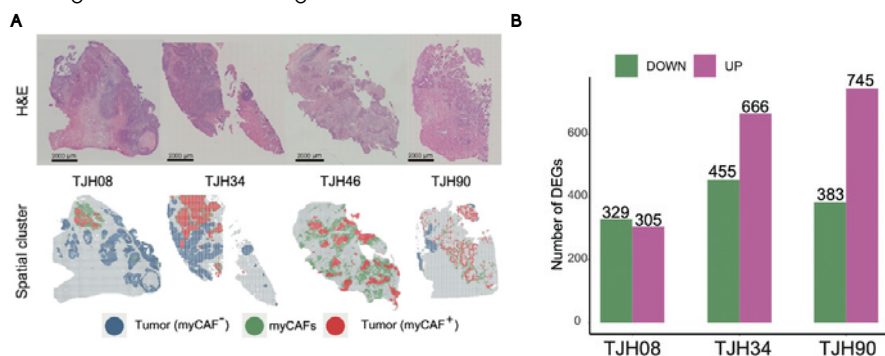 A
B
H&E
2000 µm
2000 µm
2000 µm
2000 µm
TJH08 TJH34 TJH46 TJH90
Spatial cluster
Tumor (myCAF-) myCAFs Tumor (myCAF+)
DOWN UP
Number of DEGs
600
400
200
0
329 305
455 666
383 745
TJH08 TJH34 TJH90